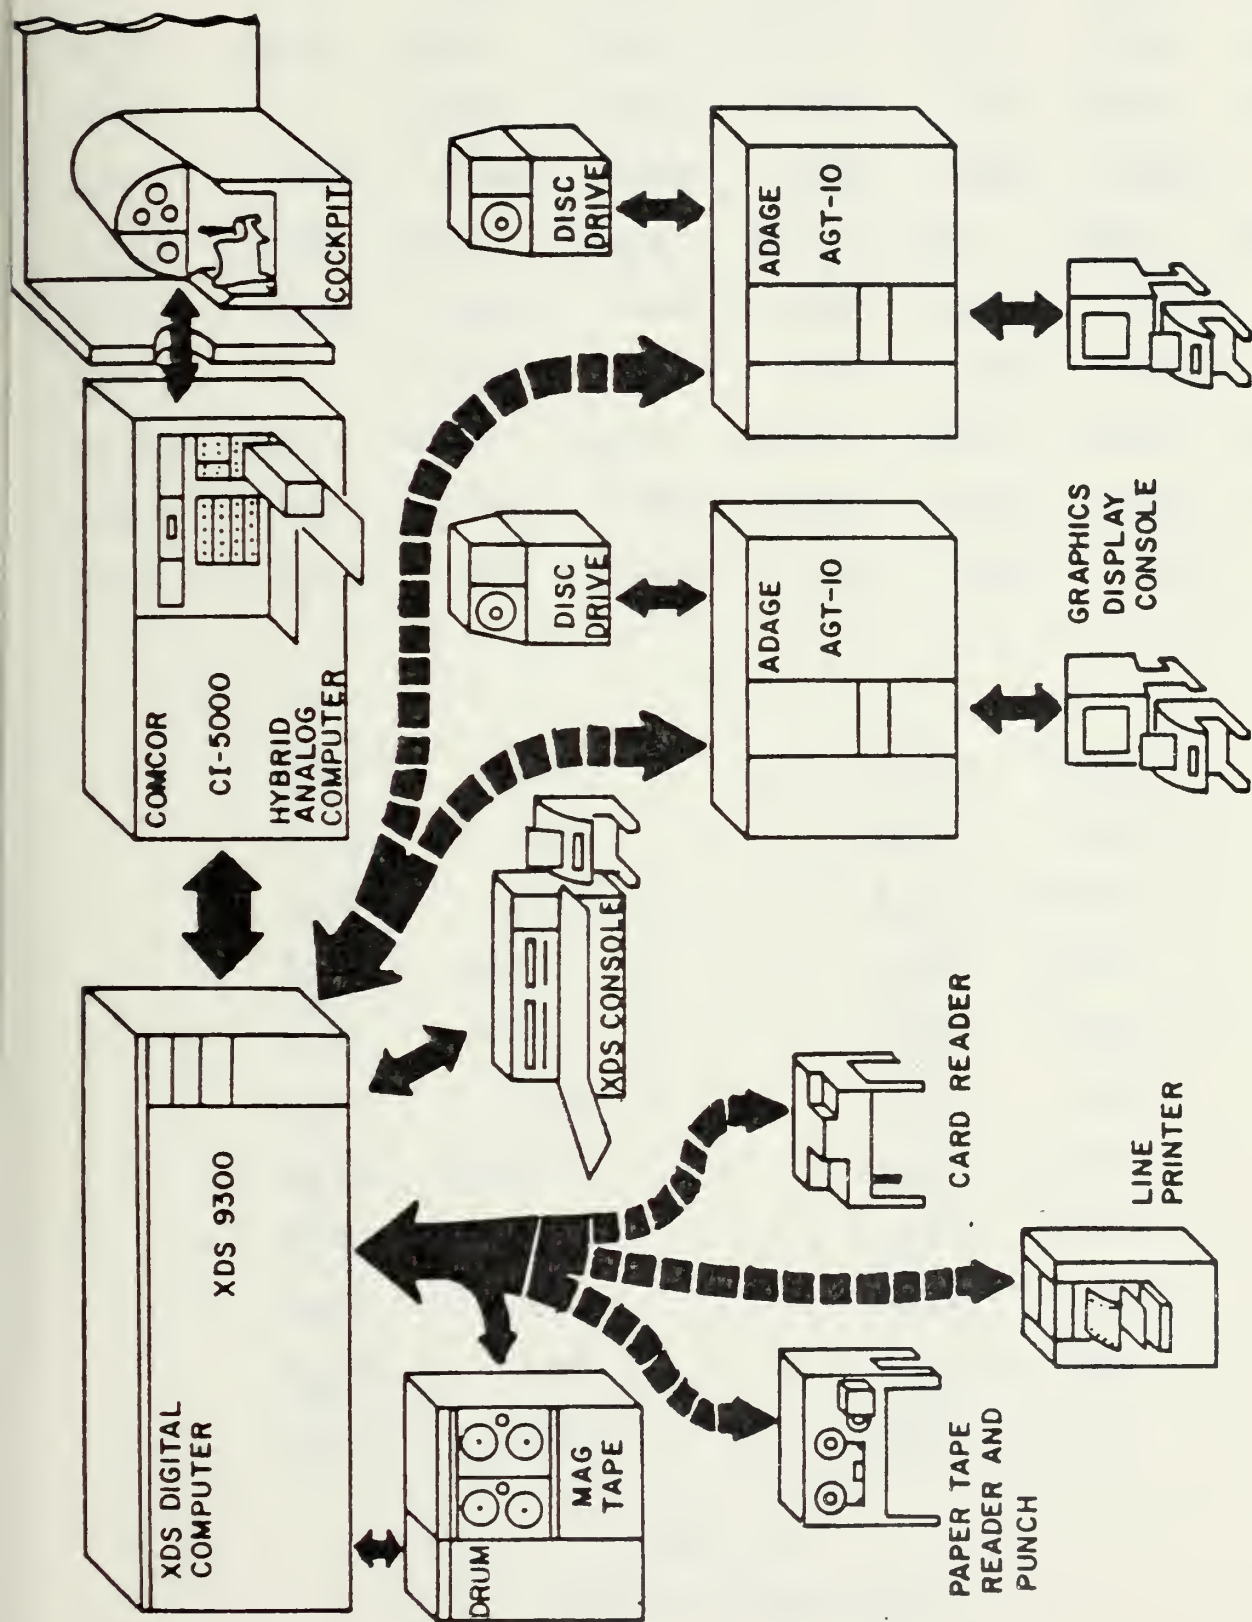 XDS DIGITAL
COMPUTER
XDS 9300
COMCOR
CI-5000
HYBRID
ANALOG
COMPUTER
COCKPIT
DRUM
MAG
TAPE
XDS CONSOLE
DISC
DRIVE
DISC
DRIVE
ADAGE
AGT-10
ADAGE
AGT-10
PAPER TAPE
READER AND
PUNCH
LINE
PRINTER
CARD READER
GRAPHICS
DISPLAY
CONSOLE